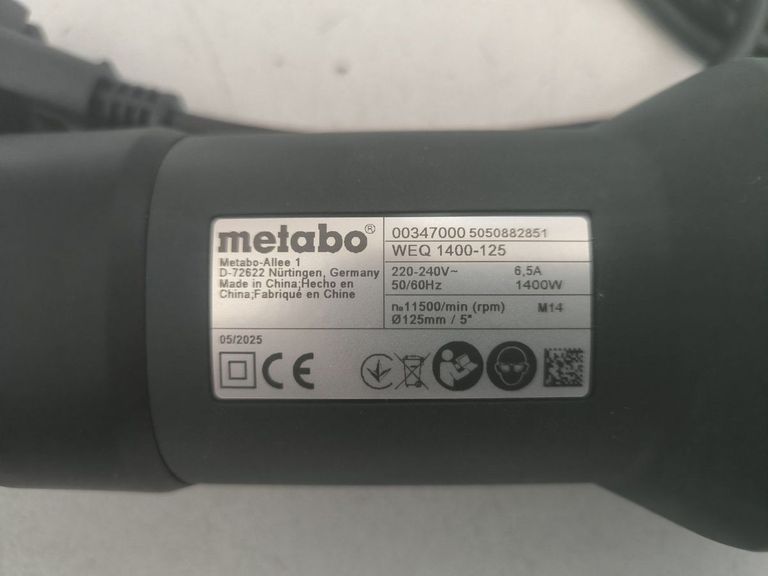 metabo®
Metabo-Allee 1
D-72622 Nürtingen, Germany
Made in China;Hecho en
China;Fabriqué en Chine
00347000 5050882851
WEQ 1400-125
220-240V~ 6,5A
50/60Hz 1400W
n₀11500/min (rpm) M14
Ø125mm / 5"
05/2025
CE